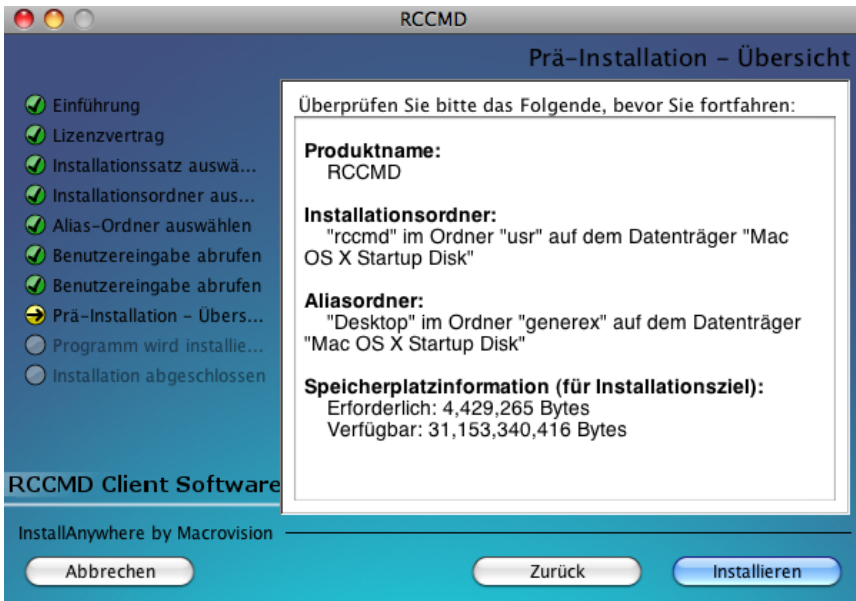 RCCMD
Prä-Installation - Übersicht
Einführung
Lizenzvertrag
Installationssatz auswä...
Installationsordner aus...
Alias-Ordner auswählen
Benutzereingabe abrufen
Benutzereingabe abrufen
Prä-Installation - Übers...
Programm wird installie...
Installation abgeschlossen
Überprüfen Sie bitte das Folgende, bevor Sie fortfahren:
Produktname:
RCCMD
Installationsordner:
"rccmd" im Ordner "usr" auf dem Datenträger "Mac
OS X Startup Disk"
Aliasordner:
"Desktop" im Ordner "generex" auf dem Datenträger
"Mac OS X Startup Disk"
Speicherplatzinformation (für Installationsziel):
Erforderlich: 4,429,265 Bytes
Verfügbar: 31,153,340,416 Bytes
RCCMD Client Software
InstallAnywhere by Macrovision
Abbrechen
Zurück
Installieren